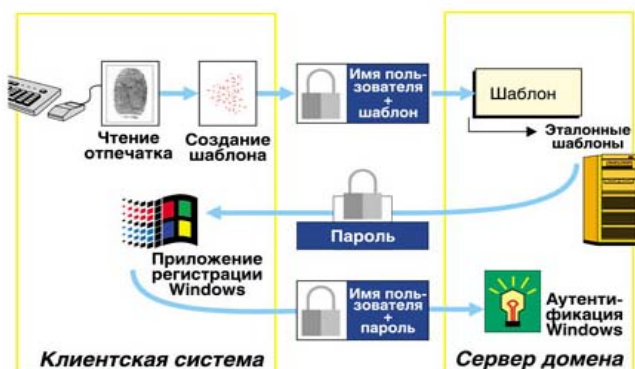 Чтение
отпечатка
Создание
шаблона
Имя поль-
зователя
+
шаблон
Шаблон
Эталонные
шаблоны
Пароль
Приложение
регистрации
Windows
Имя поль-
зователя
+
пароль
Аутенти-
фикация
Windows
Клиентская система
Сервер домена